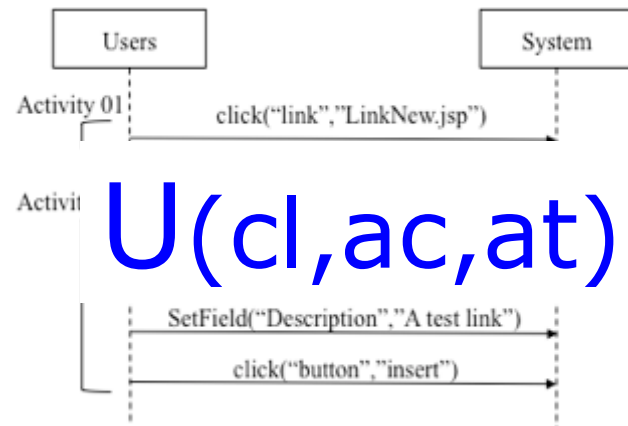 Users System
Activity 01
click(“link”,”LinkNew.jsp”)
U(cl,ac,at)
SetField(“Description”,”A test link”)
click(“button”,”insert”)